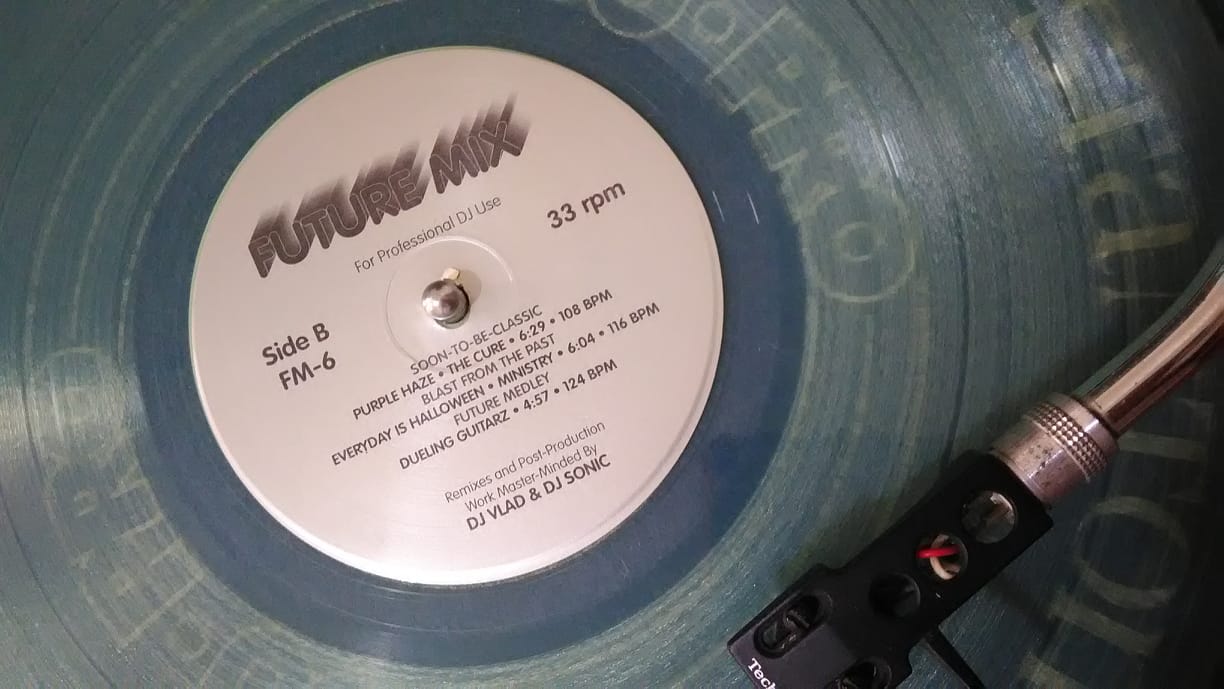 FUTURE MIX
For Professional DJ Use
33 rpm
Side B
FM-6
SOON-TO-BE-CLASSIC
PURPLE HAZE • THE CURE • 6:29 • 108 BPM
BLAST FROM THE PAST
EVERYDAY IS HALLOWEEN • MINISTRY • 6:04 • 116 BPM
FUTURE MEDLEY
DUELING GUITARZ • 4:57 • 124 BPM
Remixes and Post-Production
Work Master-Minded By
DJ VLAD & DJ SONIC